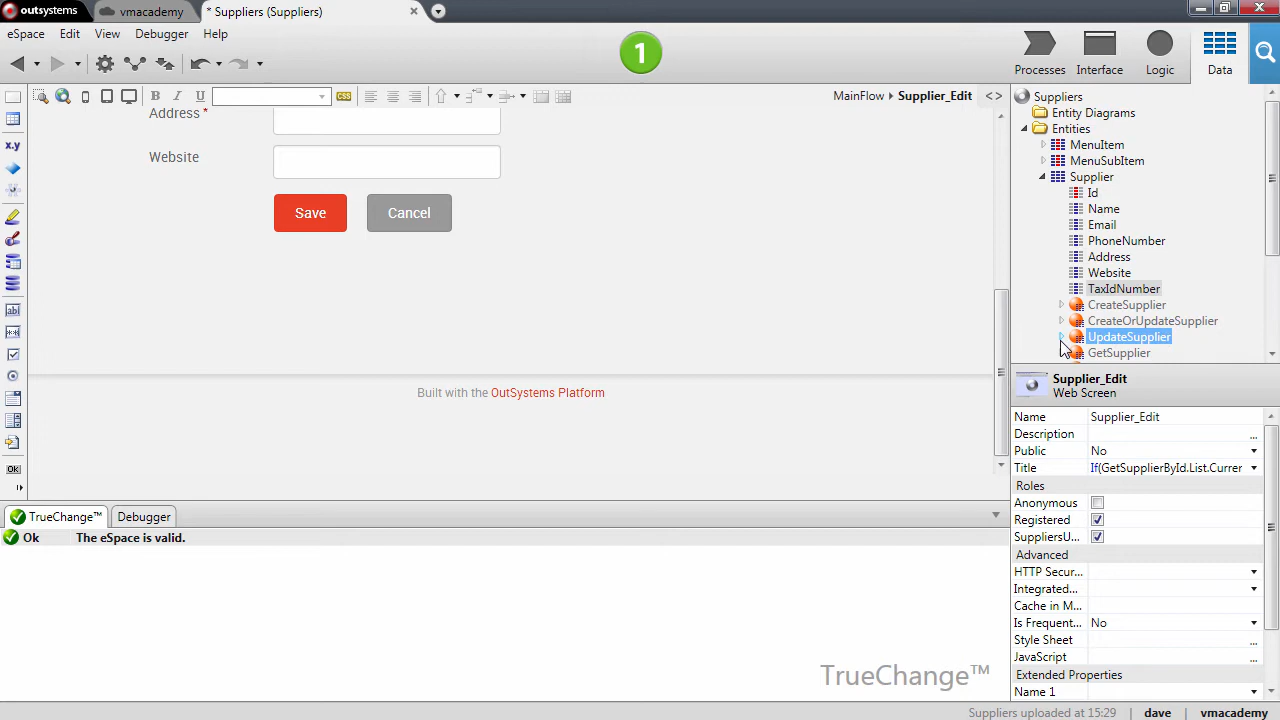 outsystems
vmacademy
* Suppliers (Suppliers)
eSpace
Edit
View
Debugger
Help
1
Processes
Interface
Logic
Data
B
I
U
CSS
MainFlow
Supplier_Edit
<>
Address *
Website
Save
Cancel
Built with the OutSystems Platform
x.y
ab|
OK
Suppliers
Entity Diagrams
Entities
MenuItem
MenuSubItem
Supplier
Id
Name
Email
PhoneNumber
Address
Website
TaxIdNumber
CreateSupplier
CreateOrUpdateSupplier
UpdateSupplier
GetSupplier
Supplier_Edit
Web Screen
Name Supplier_Edit
Description ...
Public No
Title If(GetSupplierById.List.Curren
Roles
Anonymous
Registered
SuppliersU...
Advanced
HTTP Secur...
Integrated...
Cache in M...
Is Frequent... No
Style Sheet ...
JavaScript ...
Extended Properties
Name 1
TrueChange™
Debugger
Ok The eSpace is valid.
TrueChange™
Suppliers uploaded at 15:29
dave
vmacademy